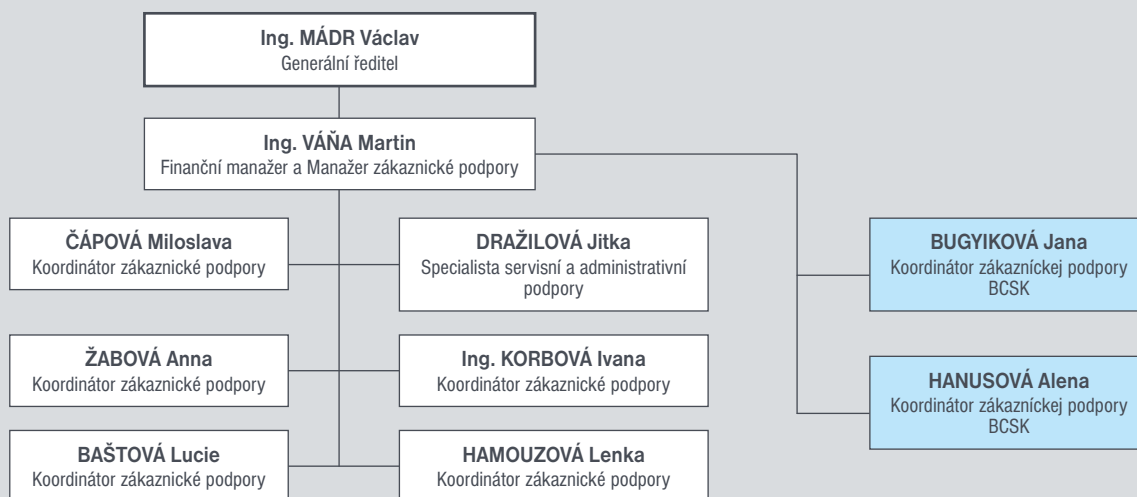 Ing. MÁDR Václav
Generální ředitel
Ing. VÁŇA Martin
Finanční manažer a Manažer zákaznické podpory
ČÁPOVÁ Miloslava
Koordinátor zákaznické podpory
DRAŽILOVÁ Jitka
Specialista servisní a administrativní
podpory
BUGYIKOVÁ Jana
Koordinátor zákazníckej podpory
BCSK
ŽABOVÁ Anna
Koordinátor zákaznické podpory
Ing. KORBOVÁ Ivana
Koordinátor zákaznické podpory
HANUSOVÁ Alena
Koordinátor zákazníckej podpory
BCSK
BAŠTOVÁ Lucie
Koordinátor zákaznické podpory
HAMOUZOVÁ Lenka
Koordinátor zákaznické podpory